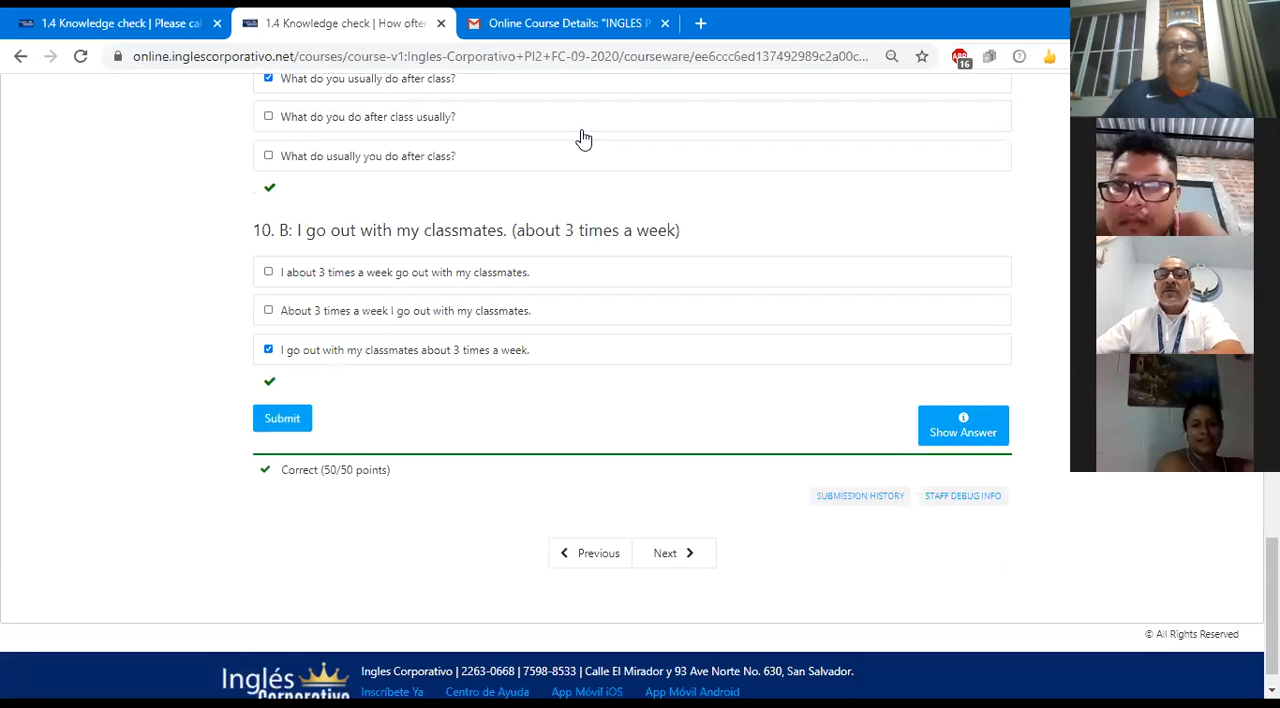 1.4 Knowledge check | Please cal
1.4 Knowledge check | How ofter
Online Course Details: "INGLES P
online.inglescorporativo.net/courses/course-v1:Ingles-Corporativo+PI2+FC-09-2020/courseware/ee6ccc6ed137492989c2a00c...
16
What do you usually do after class?
What do you do after class usually?
What do usually you do after class?
10. B: I go out with my classmates. (about 3 times a week)
I about 3 times a week go out with my classmates.
About 3 times a week I go out with my classmates.
I go out with my classmates about 3 times a week.
Submit
Show Answer
Correct (50/50 points)
SUBMISSION HISTORY
STAFF DEBUG INFO
Previous
Next
© All Rights Reserved
Inglés Corporativo
Ingles Corporativo | 2263-0668 | 7598-8533 | Calle El Mirador y 93 Ave Norte No. 630, San Salvador.
Inscríbete Ya
Centro de Ayuda
App Móvil iOS
App Móvil Android